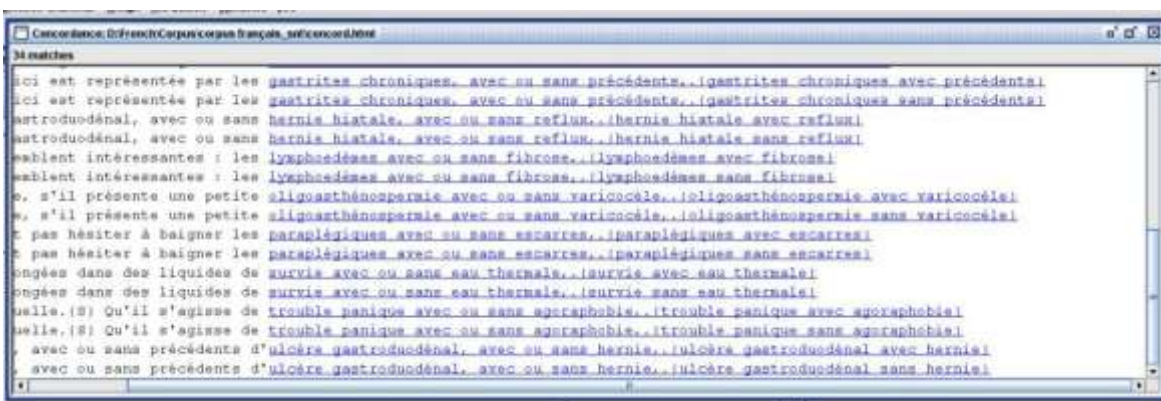 Concordance: D:\French\Corpus\corpus français_snt\concord.html
34 matches
ici est représentée par les gastrites chroniques, avec ou sans précédents,.[gastrites chroniques avec précédents]
ici est représentée par les gastrites chroniques, avec ou sans précédents,.[gastrites chroniques sans précédents]
astroduodénal, avec ou sans hernie hiatale, avec ou sans reflux,.[hernie hiatale avec reflux]
astroduodénal, avec ou sans hernie hiatale, avec ou sans reflux,.[hernie hiatale sans reflux]
emblent intéressantes : les lymphoedèmes avec ou sans fibrose,.[lymphoedèmes avec fibrose]
emblent intéressantes : les lymphoedèmes avec ou sans fibrose,.[lymphoedèmes sans fibrose]
e, s'il présente une petite oligoasthénospermie avec ou sans varicocèle,.[oligoasthénospermie avec varicocèle]
e, s'il présente une petite oligoasthénospermie avec ou sans varicocèle,.[oligoasthénospermie sans varicocèle]
t pas hésiter à baigner les paraplégiques avec ou sans escarres,.[paraplégiques avec escarres]
t pas hésiter à baigner les paraplégiques avec ou sans escarres,.[paraplégiques sans escarres]
ongées dans des liquides de survie avec ou sans eau thermale,.[survie avec eau thermale]
ongées dans des liquides de survie avec ou sans eau thermale,.[survie sans eau thermale]
uelle.{S} Qu'il s'agisse de trouble panique avec ou sans agoraphobie,.[trouble panique avec agoraphobie]
uelle.{S} Qu'il s'agisse de trouble panique avec ou sans agoraphobie,.[trouble panique sans agoraphobie]
, avec ou sans précédents d'ulcère gastroduodénal, avec ou sans hernie,.[ulcère gastroduodénal avec hernie]
, avec ou sans précédents d'ulcère gastroduodénal, avec ou sans hernie,.[ulcère gastroduodénal sans hernie]